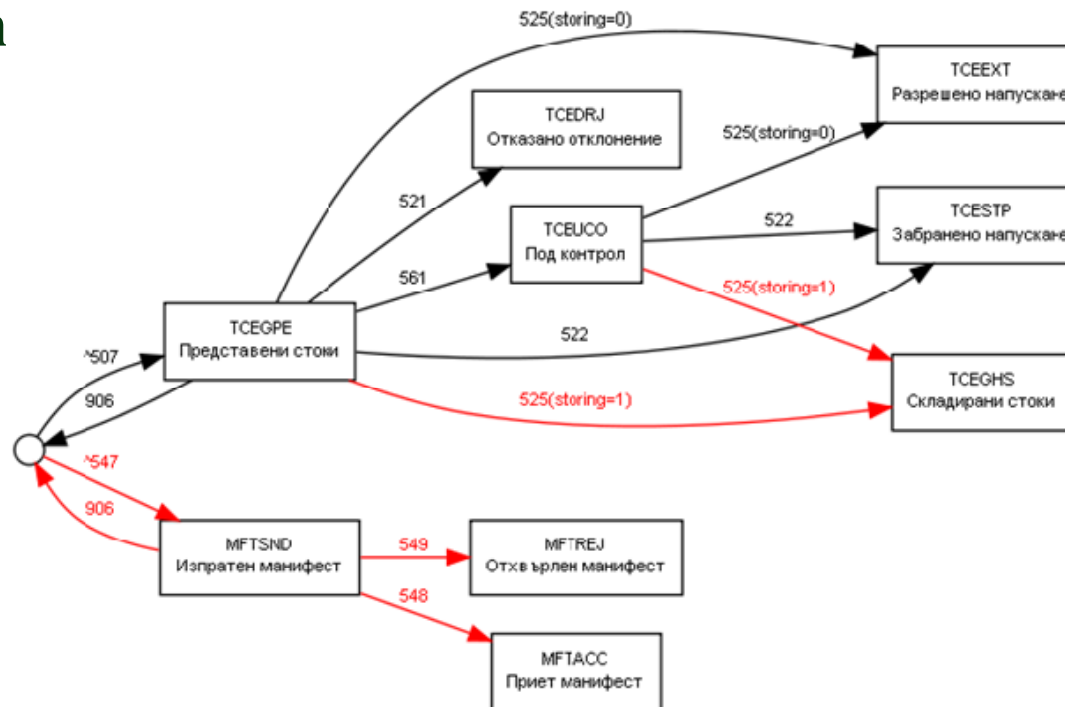 525(storing=0)
TCEEXT
Разрешено напускане
TCEDRJ
Отказано отклонение
525(storing=0)
521
TCEUCO
Под контрол
522
TCESTP
Забранено напускане
561
525(storing=1)
TCEGPE
Представени стоки
522
^507
TCEGHS
Складирани стоки
525(storing=1)
906
^547
906
MFTSND
Изпратен манифест
549
MFTREJ
Отхвърлен манифест
548
MFTACC
Приет манифест